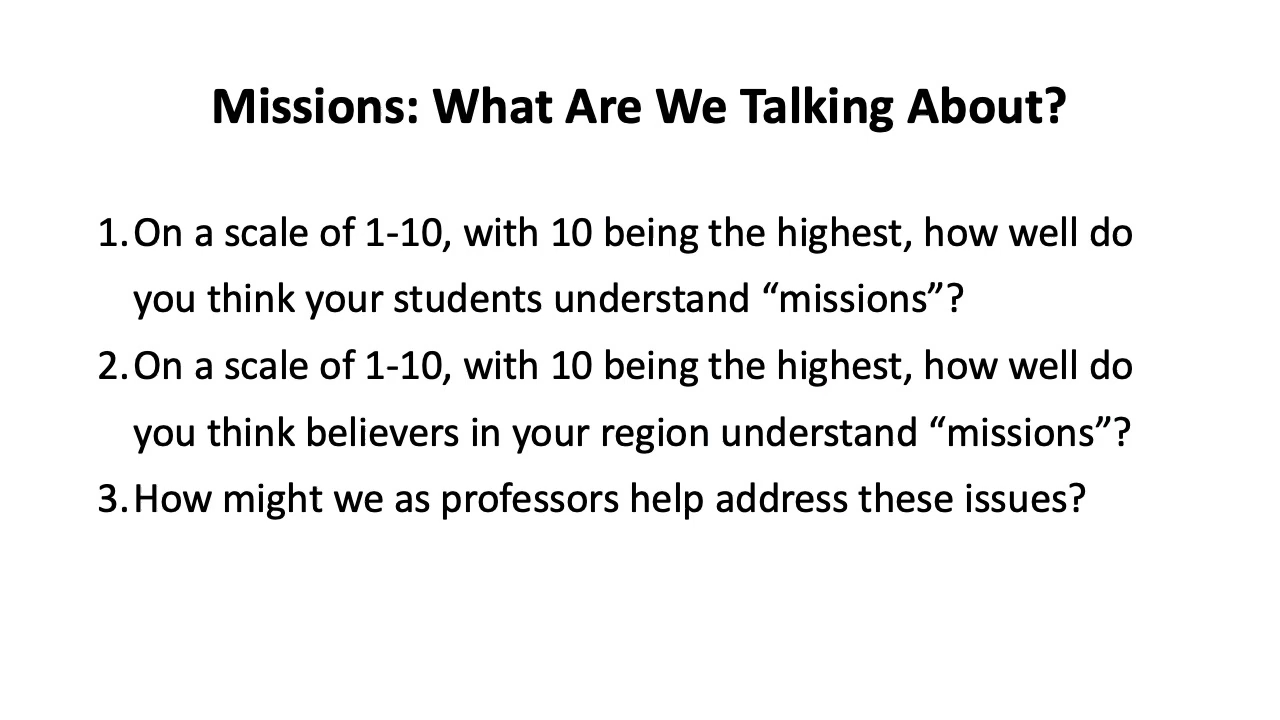 Missions: What Are We Talking About?
1. On a scale of 1-10, with 10 being the highest, how well do
you think your students understand “missions”?
2. On a scale of 1-10, with 10 being the highest, how well do
you think believers in your region understand “missions”?
3. How might we as professors help address these issues?